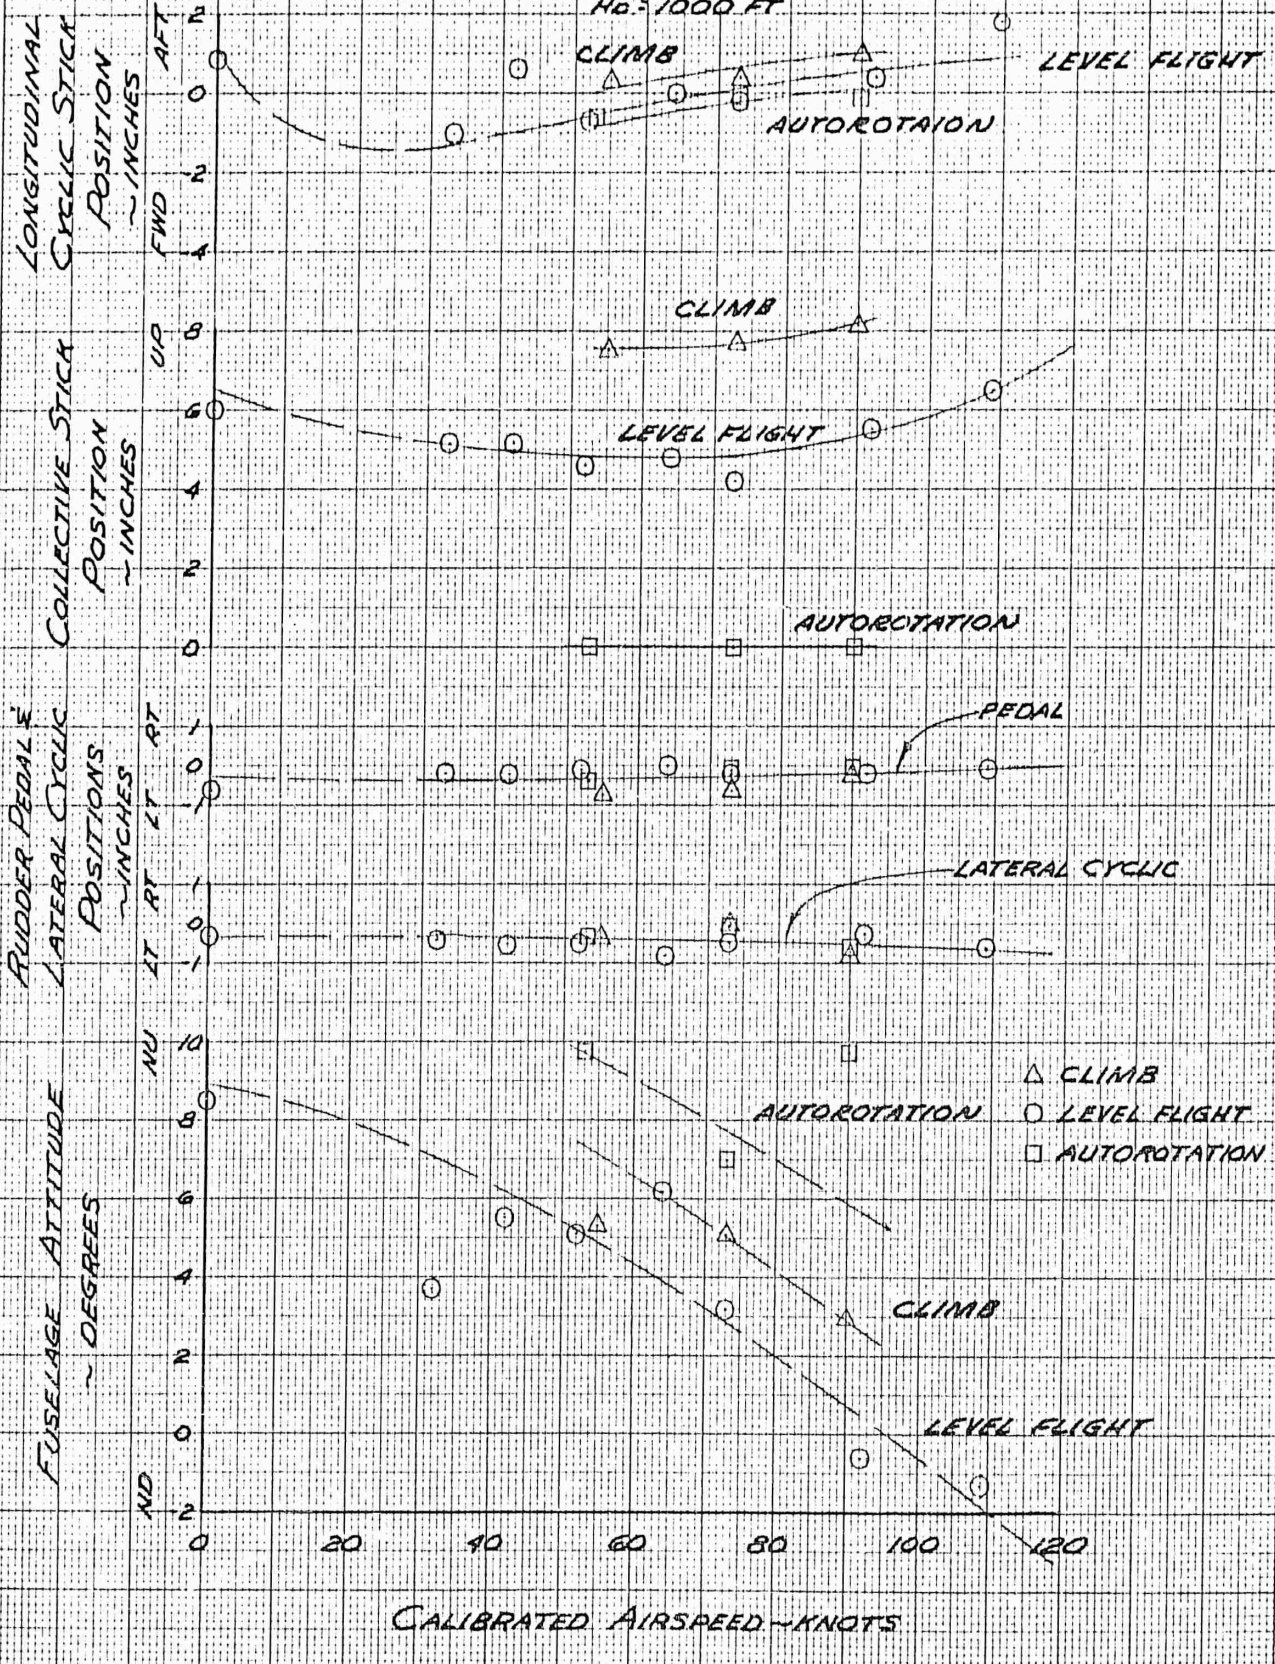 Hᴅ.=1000 FT
LONGITUDINAL
CYCLIC STICK
POSITION
~INCHES
AFT
FWD
2
0
-2
-4
CLIMB
LEVEL FLIGHT
AUTOROTAION
COLLECTIVE STICK
POSITION
~INCHES
UP
8
6
4
2
0
CLIMB
LEVEL FLIGHT
AUTOROTATION
RUDDER PEDAL &
LATERAL CYCLIC
POSITIONS
~INCHES
RT
LT
1
0
-1
PEDAL
RT
LT
1
0
-1
LATERAL CYCLIC
FUSELAGE ATTITUDE
~ DEGREES
NU
ND
10
8
6
4
2
0
-2
AUTOROTATION
CLIMB
LEVEL FLIGHT
△ CLIMB
○ LEVEL FLIGHT
□ AUTOROTATION
0 20 40 60 80 100 120
CALIBRATED AIRSPEED ~ KNOTS